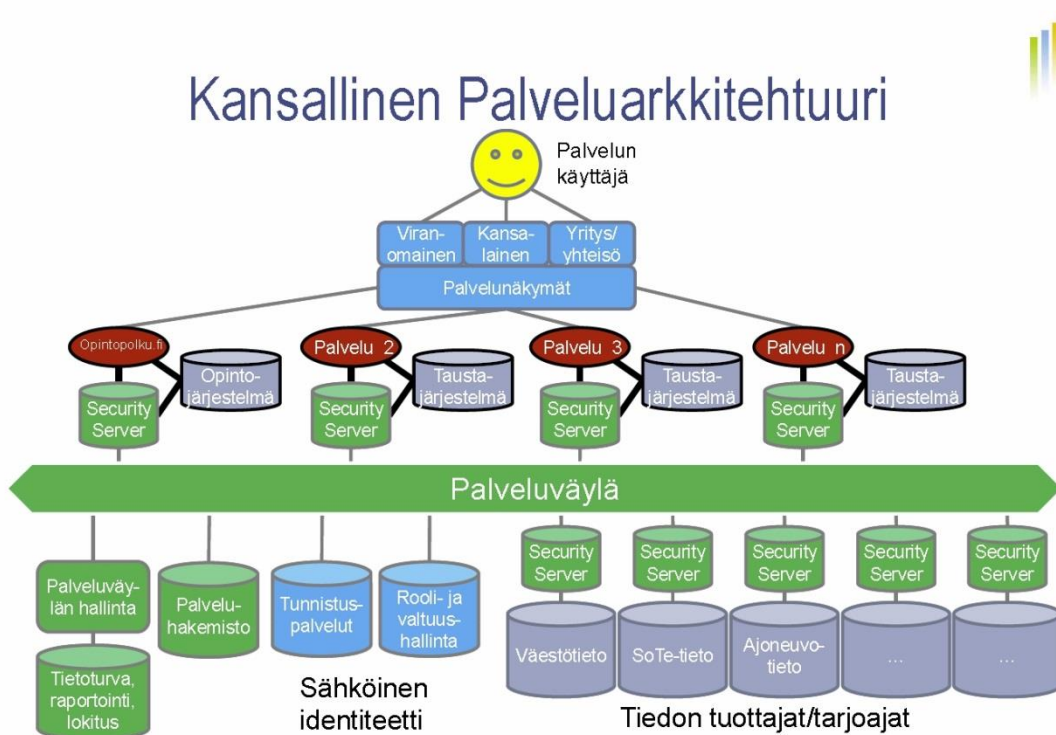 Kansallinen Palveluarkkitehtuuri
Palvelun
käyttäjä
Viran-
omainen
Kansa-
lainen
Yritys/
yhteisö
Palvelunäkymät
Opintopolku.fi
Opinto-
järjestelmä
Security
Server
Palvelu 2
Tausta-
järjestelmä
Security
Server
Palvelu 3
Tausta-
järjestelmä
Security
Server
Palvelu n
Tausta-
järjestelmä
Security
Server
Palveluväylä
Palveluväy-
län hallinta
Tietoturva,
raportointi,
lokitus
Palvelu-
hakemisto
Tunnistus-
palvelut
Rooli- ja
valtuus-
hallinta
Sähköinen
identiteetti
Security
Server
Väestötieto
Security
Server
SoTe-tieto
Security
Server
Ajoneuvo-
tieto
Security
Server
...
Security
Server
...
Tiedon tuottajat/tarjoajat